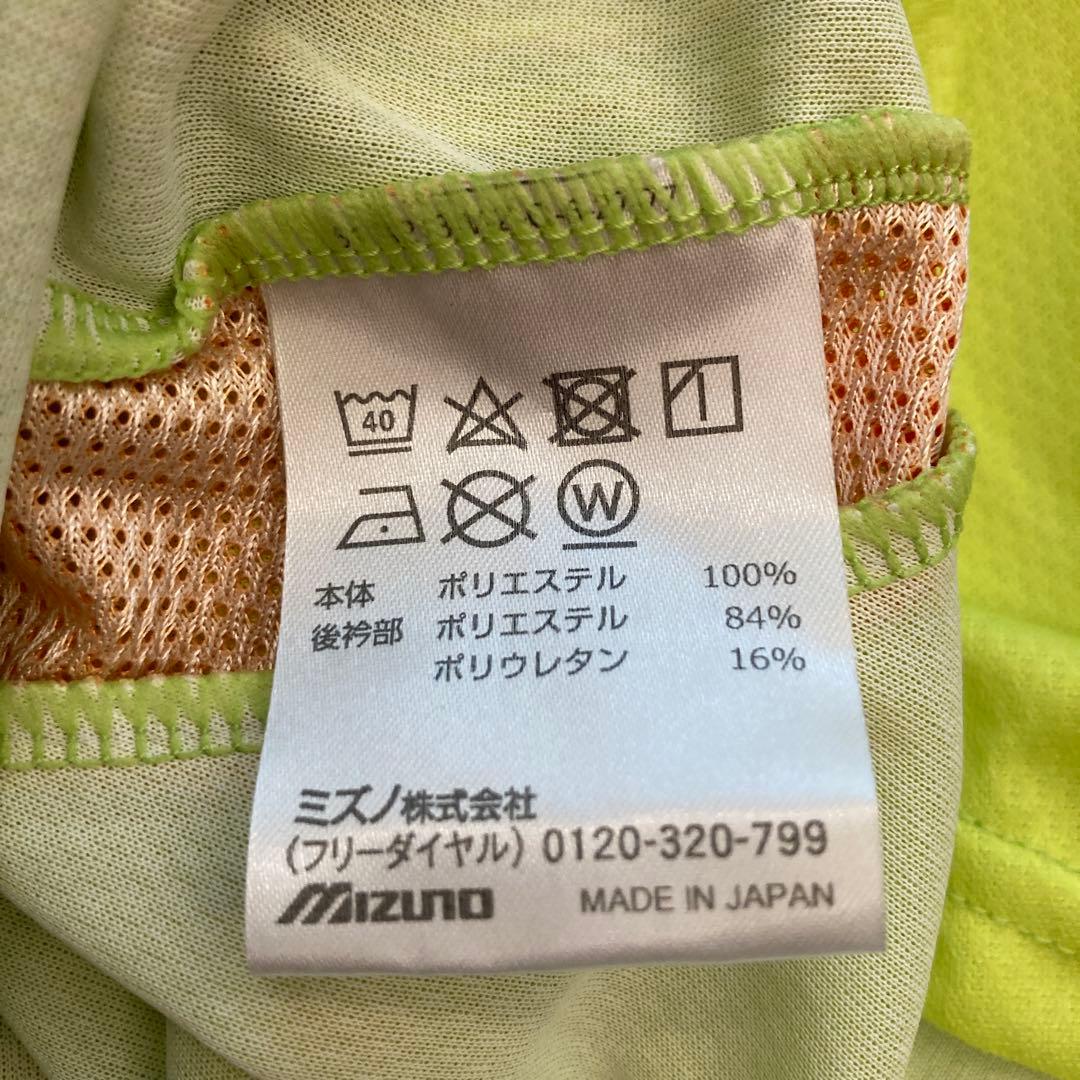 40
W
本体 ポリエステル 100%
後衿部 ポリエステル 84%
ポリウレタン 16%
ミズノ株式会社
(フリーダイヤル) 0120-320-799
MIZUNO MADE IN JAPAN